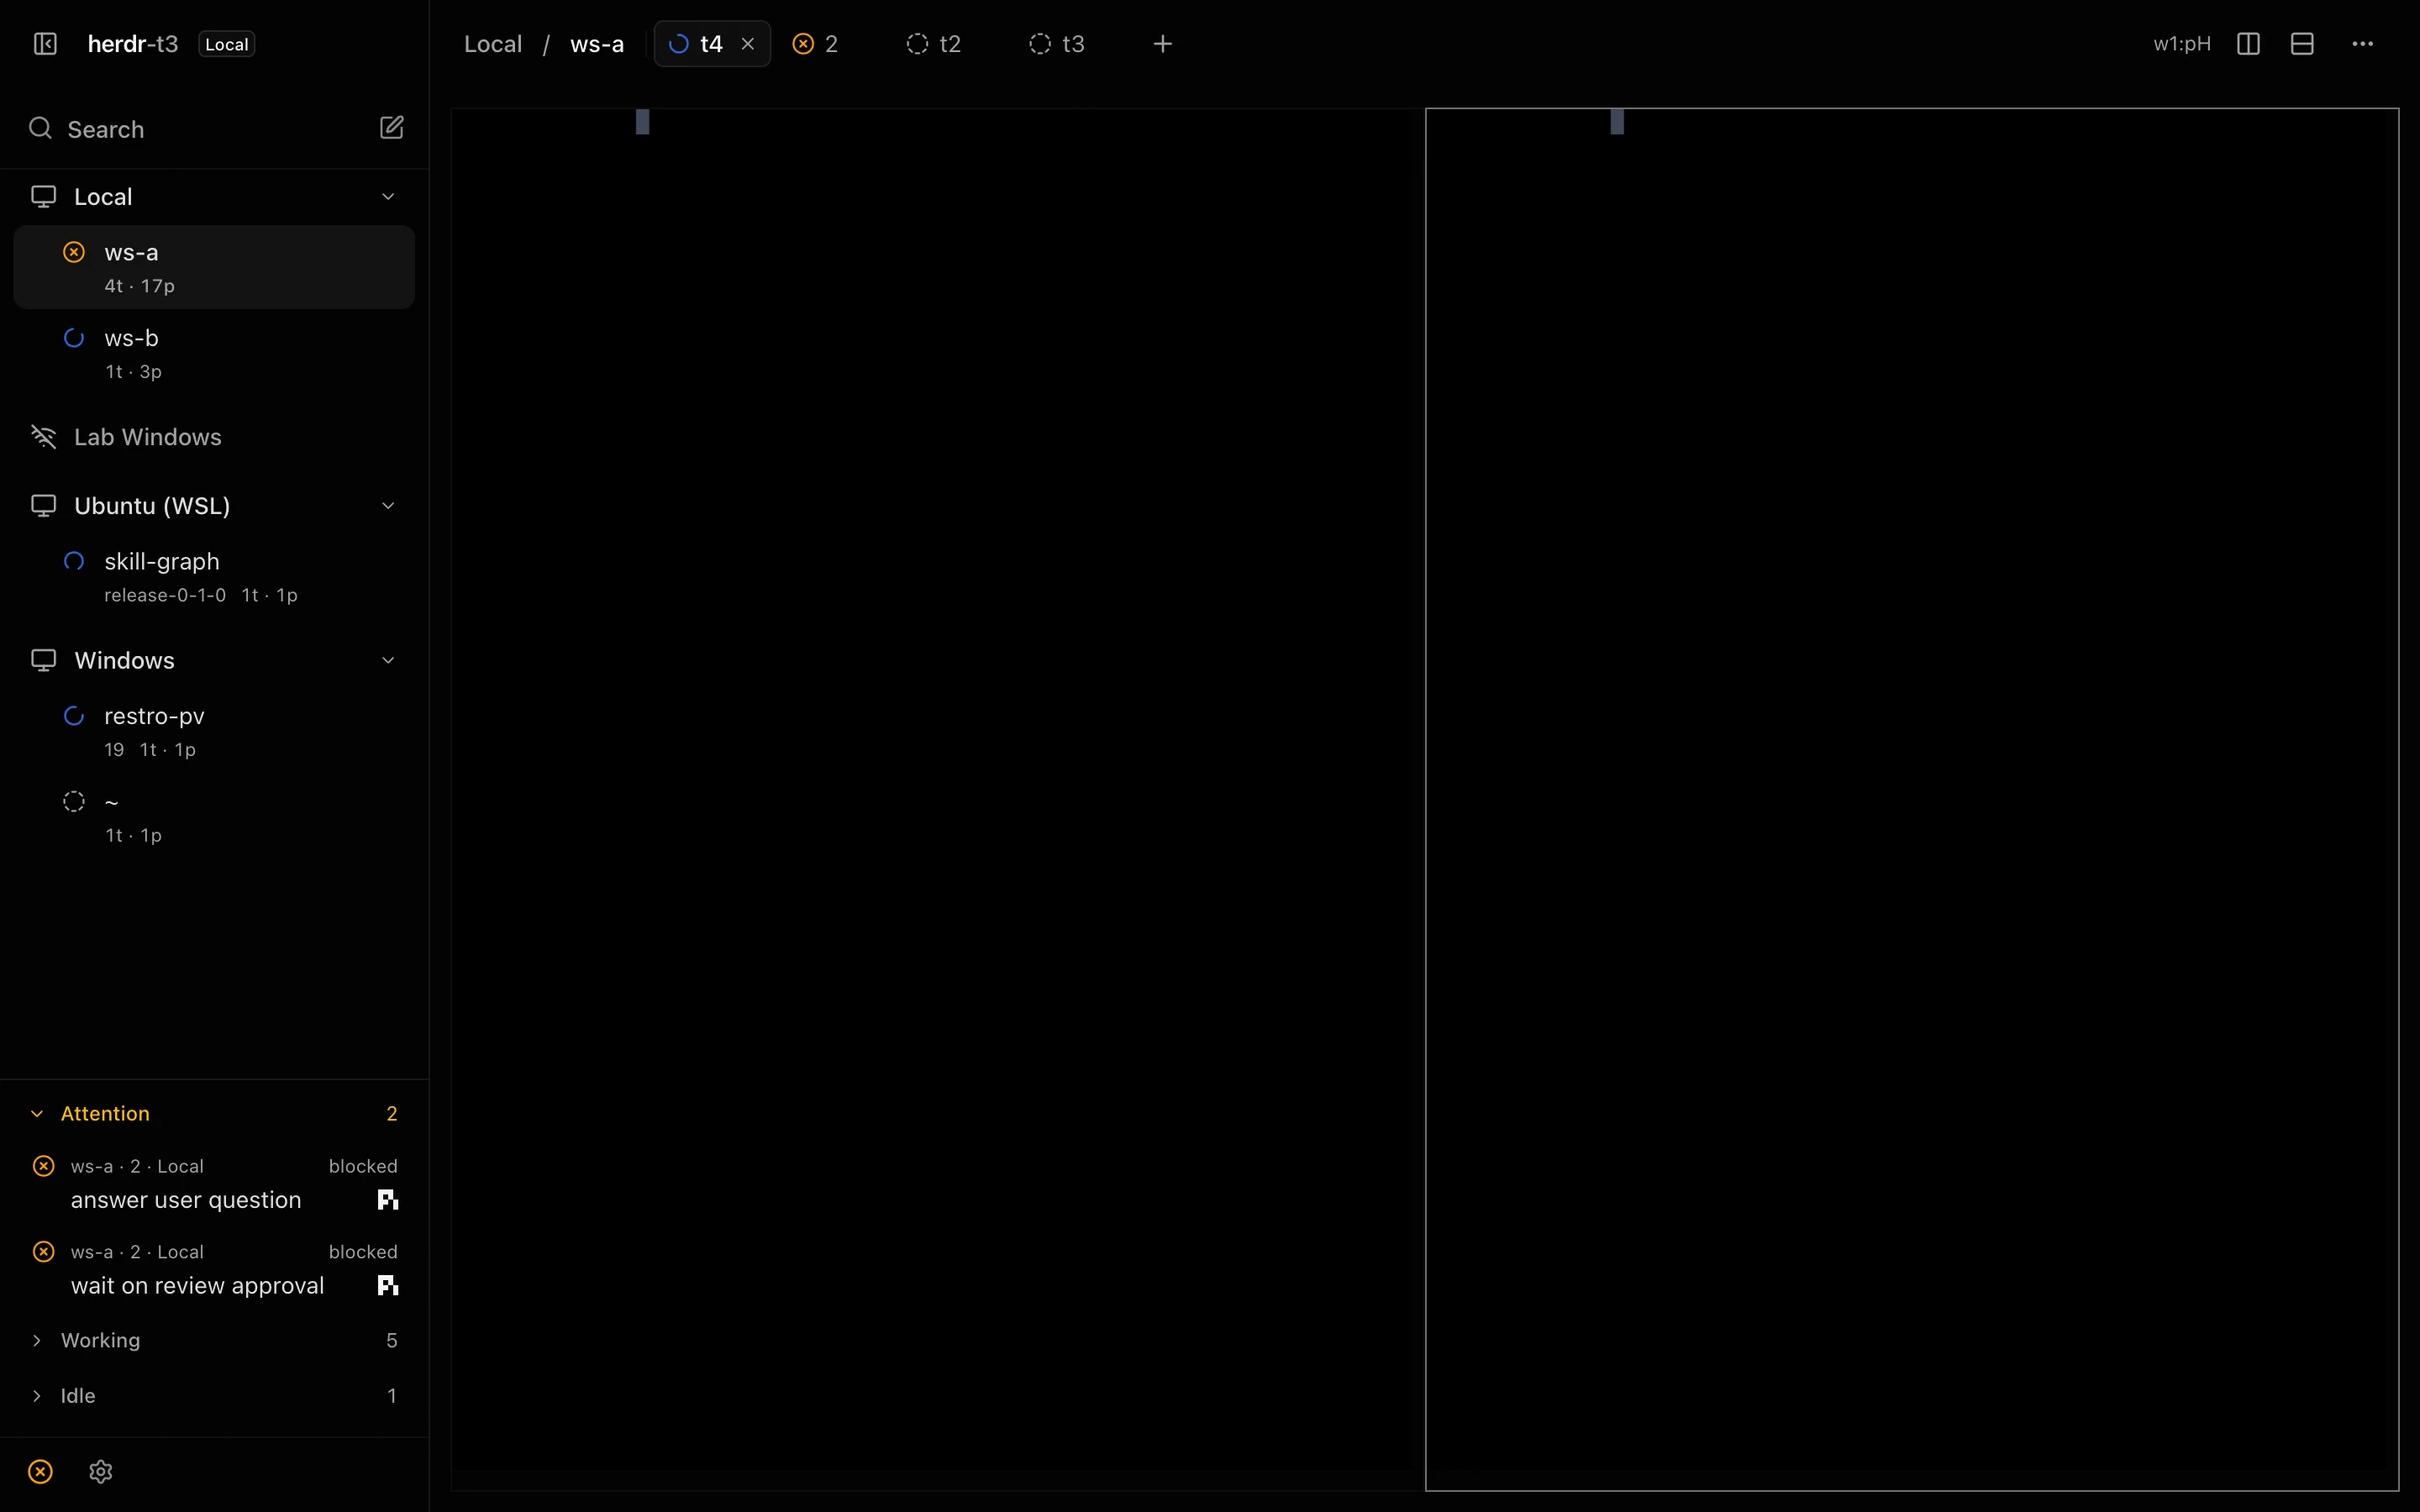 herdr-t3 Local
Search
Local
ws-a
4t · 17p
ws-b
1t · 3p
Lab Windows
Ubuntu (WSL)
skill-graph
release-0-1-0 1t · 1p
Windows
restro-pv
19 1t · 1p
~
1t · 1p
Attention 2
ws-a · 2 · Local blocked
answer user question
ws-a · 2 · Local blocked
wait on review approval
Working 5
Idle 1
Local / ws-a t4 2 t2 t3 w1:pH